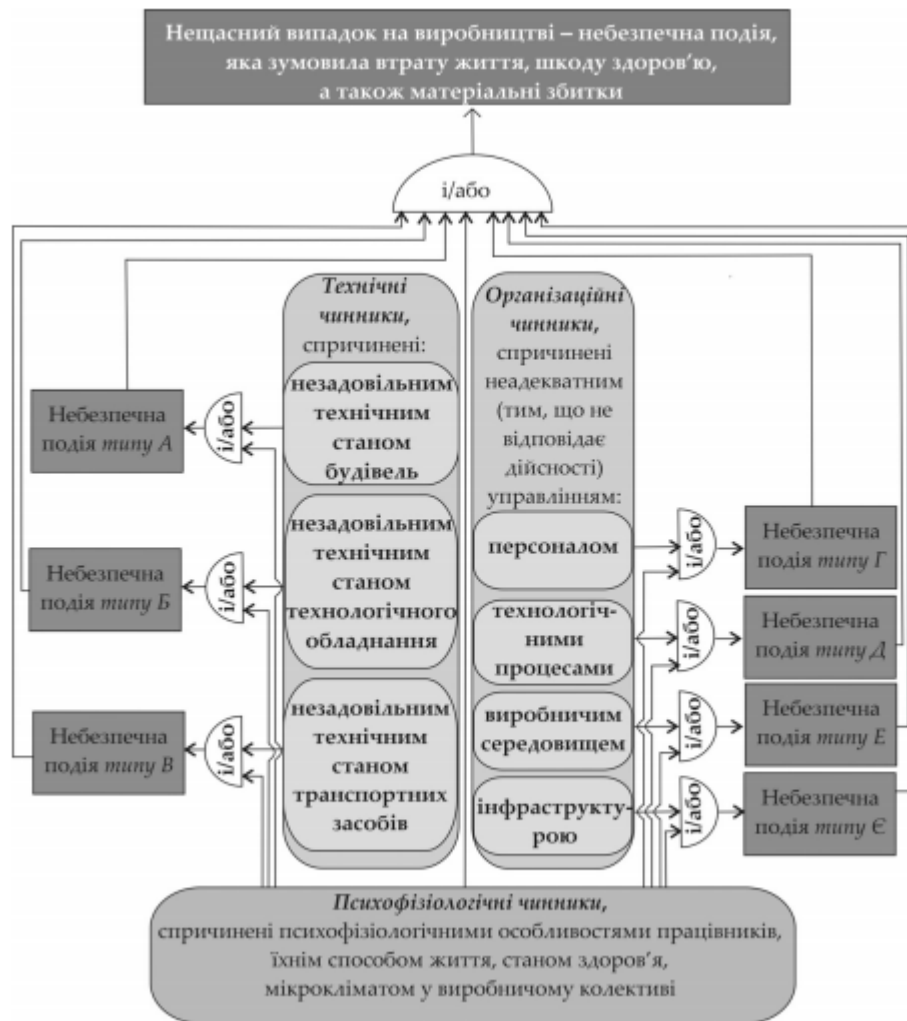 Нещасний випадок на виробництві – небезпечна подія,
яка зумовила втрату життя, шкоду здоров’ю,
а також матеріальні збитки
і/або
Технічні
чинники,
спричинені:
незадовільним
технічним
станом
будівель
незадовільним
технічним
станом
технологічного
обладнання
незадовільним
технічним
станом
транспортних
засобів
Небезпечна
подія типу А
і/або
Небезпечна
подія типу Б
і/або
Небезпечна
подія типу В
і/або
Організаційні
чинники,
спричинені
неадекватним
(тим, що не
відповідає
дійсності)
управлінням:
персоналом
технологіч-
ними
процесами
виробничим
середовищем
інфраструкту-
рою
і/або
Небезпечна
подія типу Г
і/або
Небезпечна
подія типу Д
і/або
Небезпечна
подія типу Е
і/або
Небезпечна
подія типу Є
Психофізіологічні чинники,
спричинені психофізіологічними особливостями працівників,
їхнім способом життя, станом здоров’я,
мікрокліматом у виробничому колективі